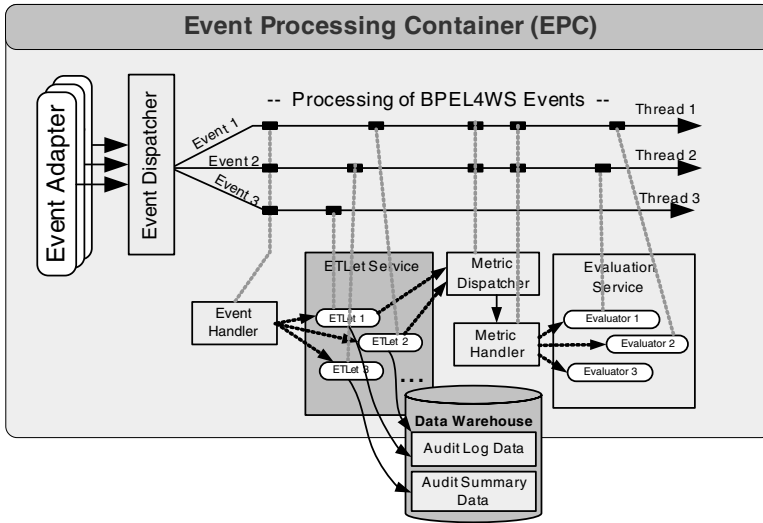 Event Processing Container (EPC)
Event Adapter
Event Dispatcher
-- Processing of BPEL4WS Events --
Event 1
Event 2
Event 3
Thread 1
Thread 2
Thread 3
Event
Handler
ETLet Service
ETLet 1
ETLet 2
ETLet 3
...
Metric
Dispatcher
Metric
Handler
Evaluation
Service
Evaluator 1
Evaluator 2
Evaluator 3
Data Warehouse
Audit Log Data
Audit Summary
Data